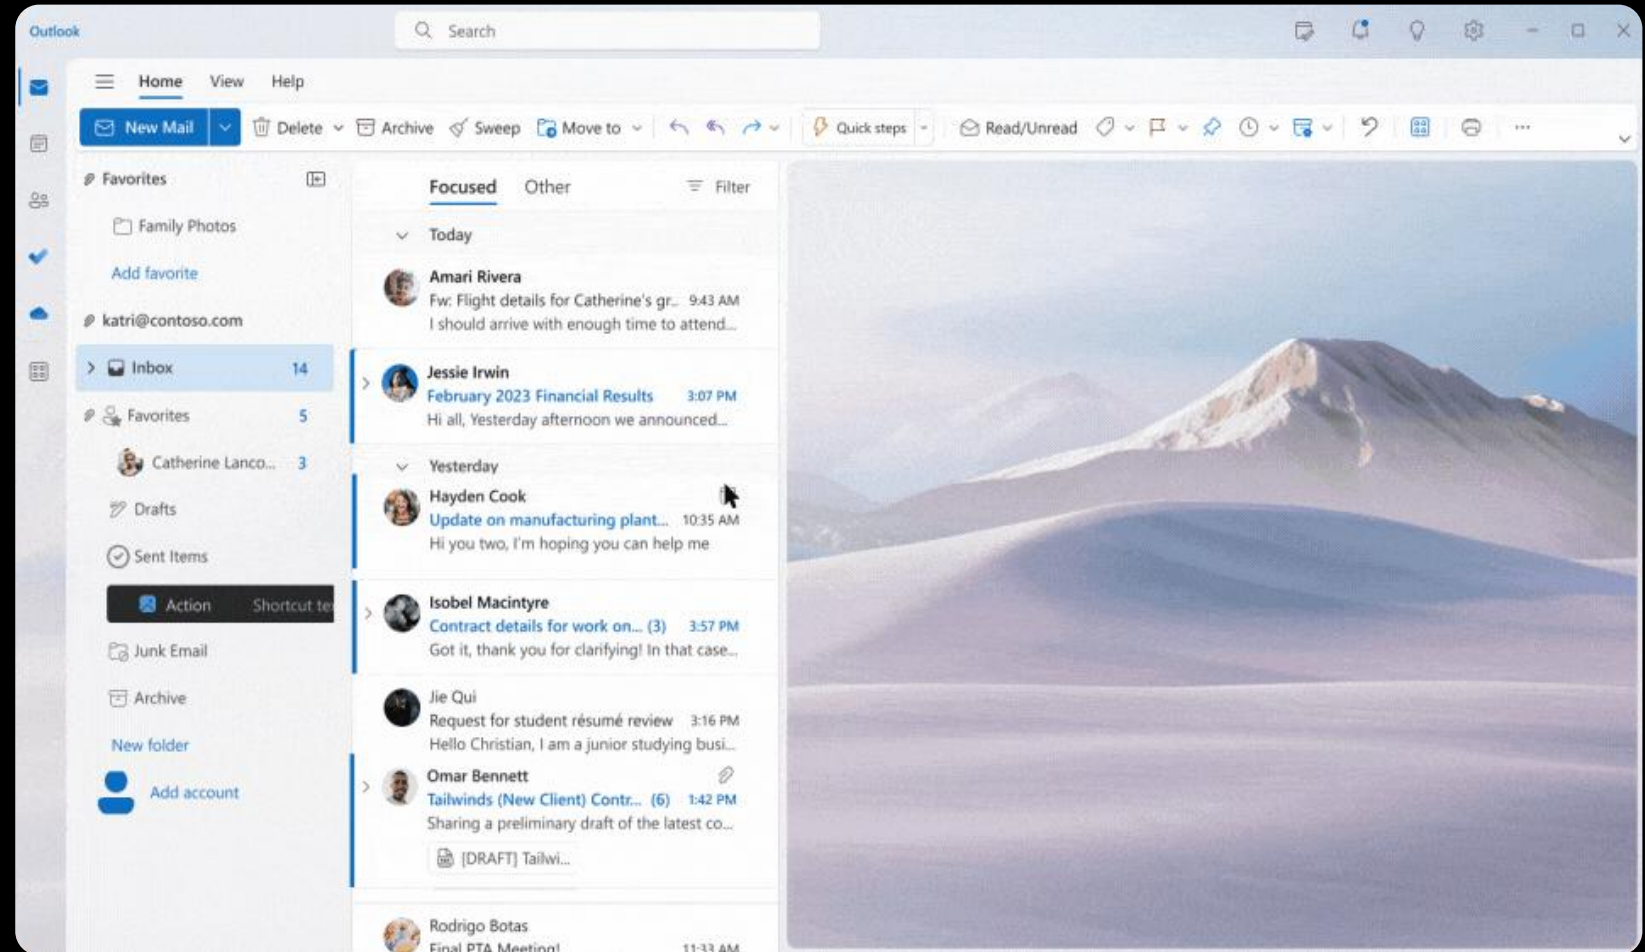 Outlook
Search
Home View Help
New Mail Delete Archive Sweep Move to Quick steps Read/Unread ...
Favorites
Family Photos
Add favorite
katri@contoso.com
Inbox 14
Favorites 5
Catherine Lanco... 3
Drafts
Sent Items
Action Shortcut te
Junk Email
Archive
New folder
Add account
Focused Other Filter
Today
Amari Rivera
Fw: Flight details for Catherine's gr... 9:43 AM
I should arrive with enough time to attend...
Jessie Irwin
February 2023 Financial Results 3:07 PM
Hi all, Yesterday afternoon we announced...
Yesterday
Hayden Cook
Update on manufacturing plant... 10:35 AM
Hi you two, I'm hoping you can help me
Isobel Macintyre
Contract details for work on... (3) 3:57 PM
Got it, thank you for clarifying! In that case...
Jie Qui
Request for student résumé review 3:16 PM
Hello Christian, I am a junior studying busi...
Omar Bennett
Tailwinds (New Client) Contr... (6) 1:42 PM
Sharing a preliminary draft of the latest co...
[DRAFT] Tailwi...
Rodrigo Botas
Final PTA Meeting! 11:33 AM